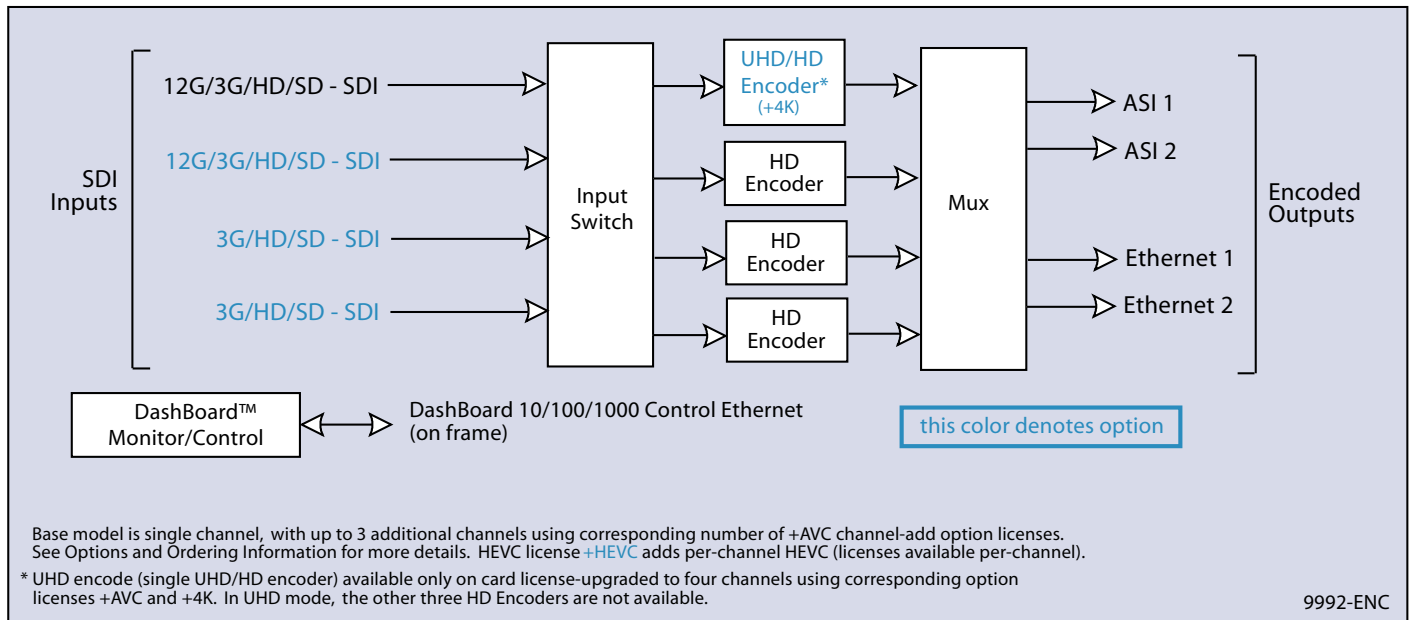 12G/3G/HD/SD - SDI
12G/3G/HD/SD - SDI
3G/HD/SD - SDI
3G/HD/SD - SDI
SDI
Inputs
Input
Switch
UHD/HD
Encoder*
(+4K)
HD
Encoder
HD
Encoder
HD
Encoder
Mux
ASI 1
ASI 2
Ethernet 1
Ethernet 2
Encoded
Outputs
DashBoard™
Monitor/Control
DashBoard 10/100/1000 Control Ethernet
(on frame)
this color denotes option
Base model is single channel, with up to 3 additional channels using corresponding number of +AVC channel-add option licenses.
See Options and Ordering Information for more details. HEVC license +HEVC adds per-channel HEVC (licenses available per-channel).
* UHD encode (single UHD/HD encoder) available only on card license-upgraded to four channels using corresponding option
licenses +AVC and +4K. In UHD mode, the other three HD Encoders are not available.
9992-ENC